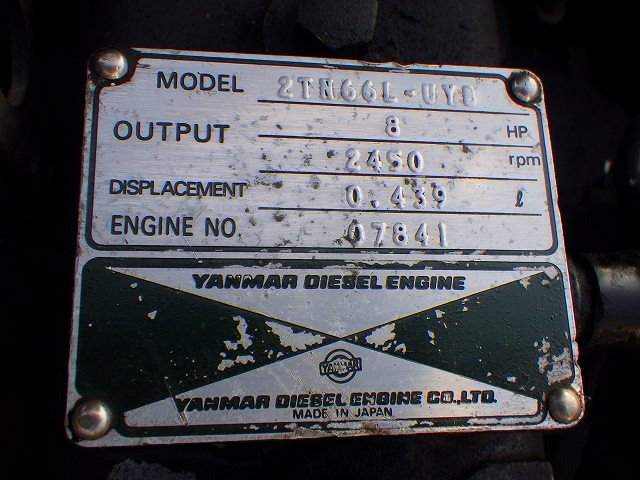 MODEL 2TN66L-UYB
OUTPUT 8 HP
2450 rpm
DISPLACEMENT 0.439 ℓ
ENGINE NO. 07841
YANMAR DIESEL ENGINE
YANMAR
YANMAR DIESEL ENGINE CO.,LTD.
MADE IN JAPAN